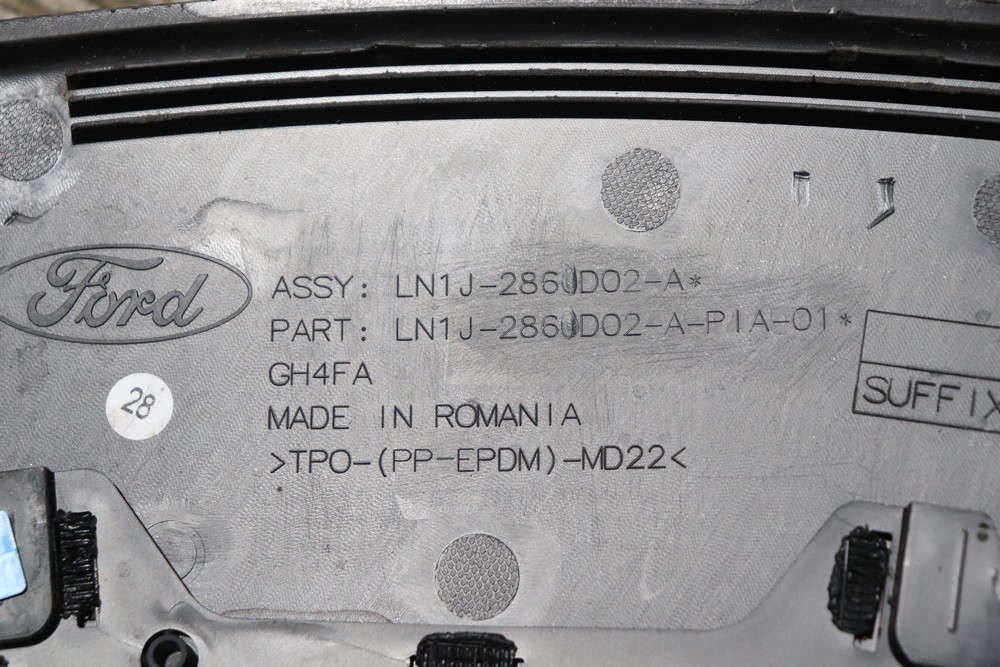 Ford
ASSY: LN1J-286JD02-A*
PART: LN1J-286JD02-A-PIA-01*
GH4FA
28
MADE IN ROMANIA
SUFFIX
>TPO-(PP-EPDM)-MD22<